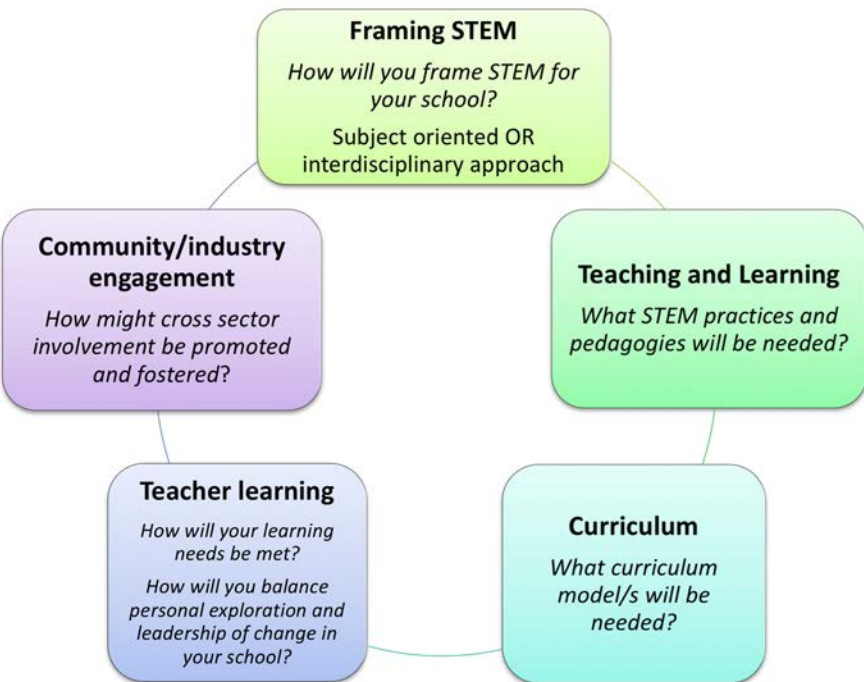 Framing STEM
How will you frame STEM for
your school?
Subject oriented OR
interdisciplinary approach
Teaching and Learning
What STEM practices and
pedagogies will be needed?
Curriculum
What curriculum
model/s will be
needed?
Teacher learning
How will your learning
needs be met?
How will you balance
personal exploration and
leadership of change in
your school?
Community/industry
engagement
How might cross sector
involvement be promoted
and fostered?